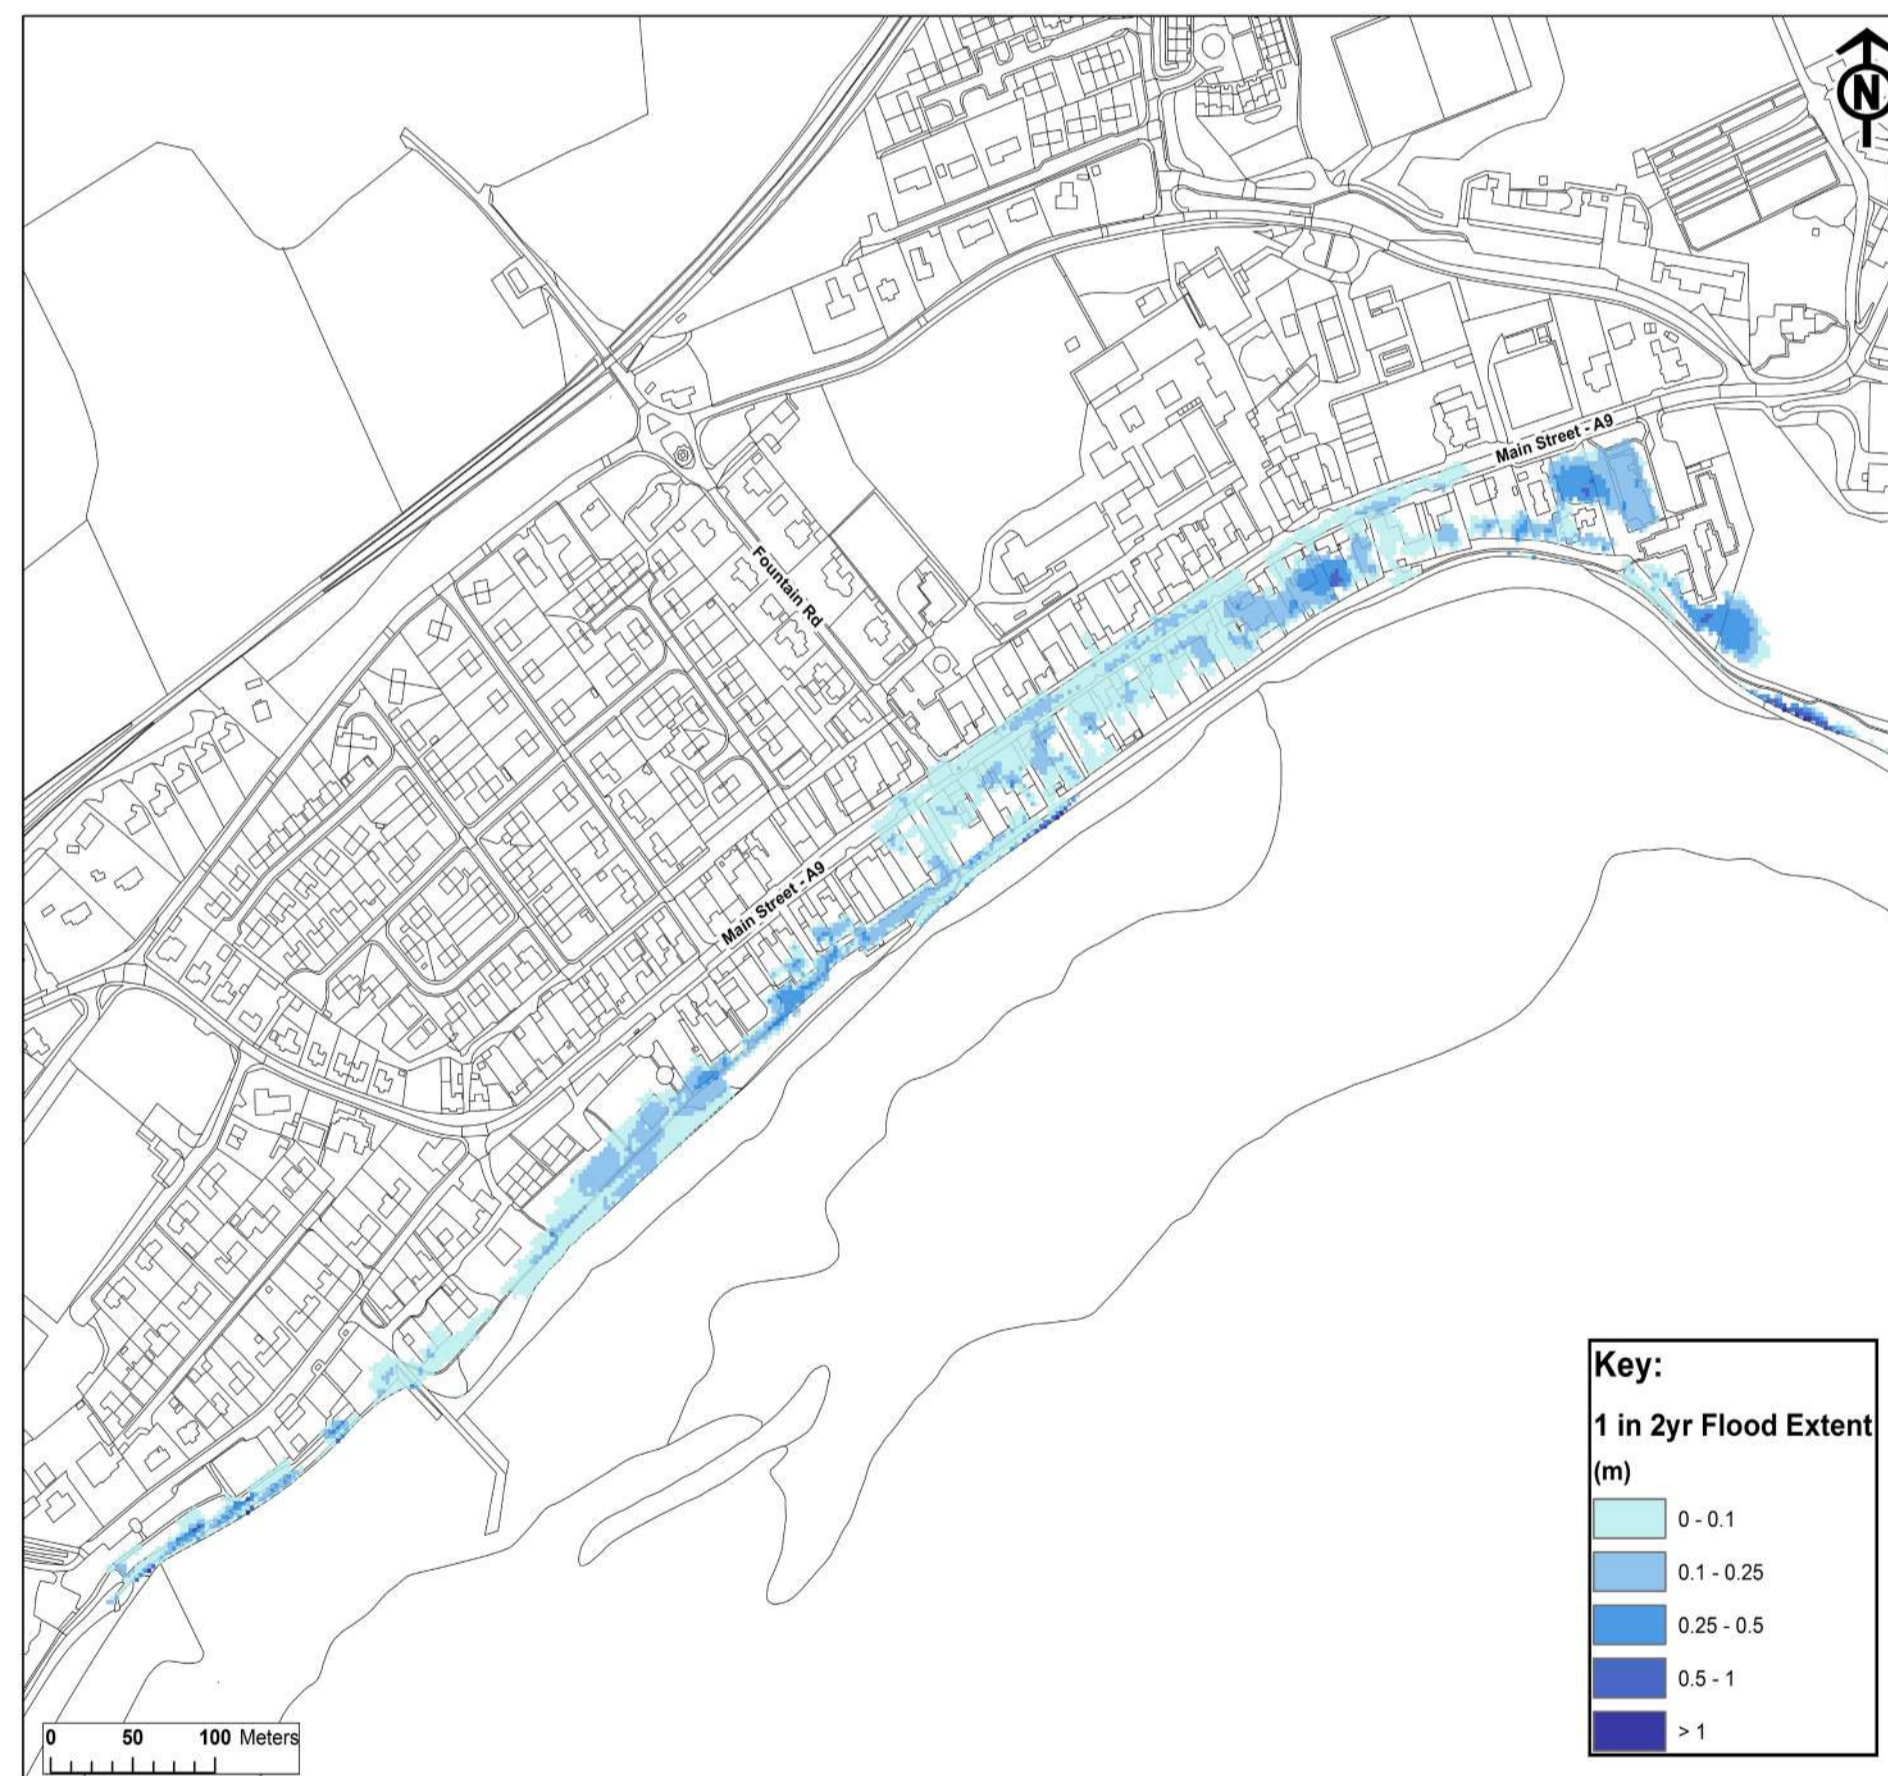 N
Main Street - A9
Fountain Rd
Main Street - A9
Key:
1 in 2yr Flood Extent
(m)
0 - 0.1
0.1 - 0.25
0.25 - 0.5
0.5 - 1
> 1
0 50 100 Meters